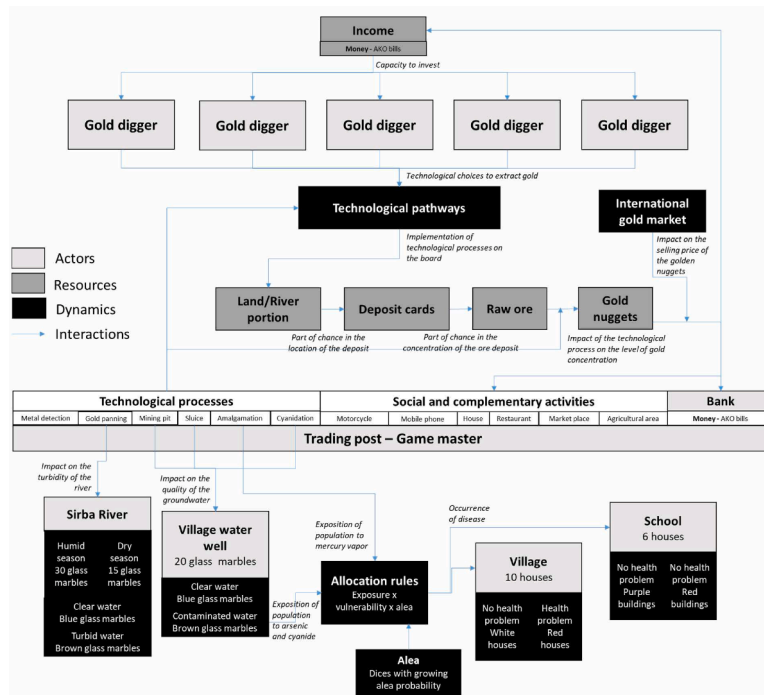 Income
Money - AKO bills
Capacity to invest
Gold digger
Gold digger
Gold digger
Gold digger
Gold digger
Technological choices to extract gold
Technological pathways
International
gold market
Implementation of
technological processes on
the board
Impact on the
selling price of
the golden
nuggets
Actors
Resources
Dynamics
Interactions
Land/River
portion
Deposit cards
Raw ore
Gold
nuggets
Part of chance in the
location of the deposit
Part of chance in the
concentration of the ore deposit
Impact of the technological
process on the level of gold
concentration
Technological processes
Social and complementary activities
Bank
Metal detection
Gold panning
Mining pit
Sluice
Amalgamation
Cyanidation
Motorcycle
Mobile phone
House
Restaurant
Market place
Agricultural area
Money- AKO bills
Trading post – Game master
Impact on the
turbidity of the
river
Impact on the
quality of the
groundwater
Exposition of
population to
mercury vapor
Occurrence
of disease
Sirba River
Humid
season
30 glass
marbles
Dry
season
15 glass
marbles
Clear water
Blue glass marbles
Turbid water
Brown glass marbles
Village water
well
20 glass marbles
Clear water
Blue glass marbles
Contaminated water
Brown glass marbles
Exposition of
population
to arsenic
and cyanide
Allocation rules
Exposure x
vulnerability x alea
Alea
Dices with growing
alea probability
Village
10 houses
No health
problem
White
houses
Health
problem
Red
houses
School
6 houses
No health
problem
Purple
buildings
No health
problem
Red
buildings